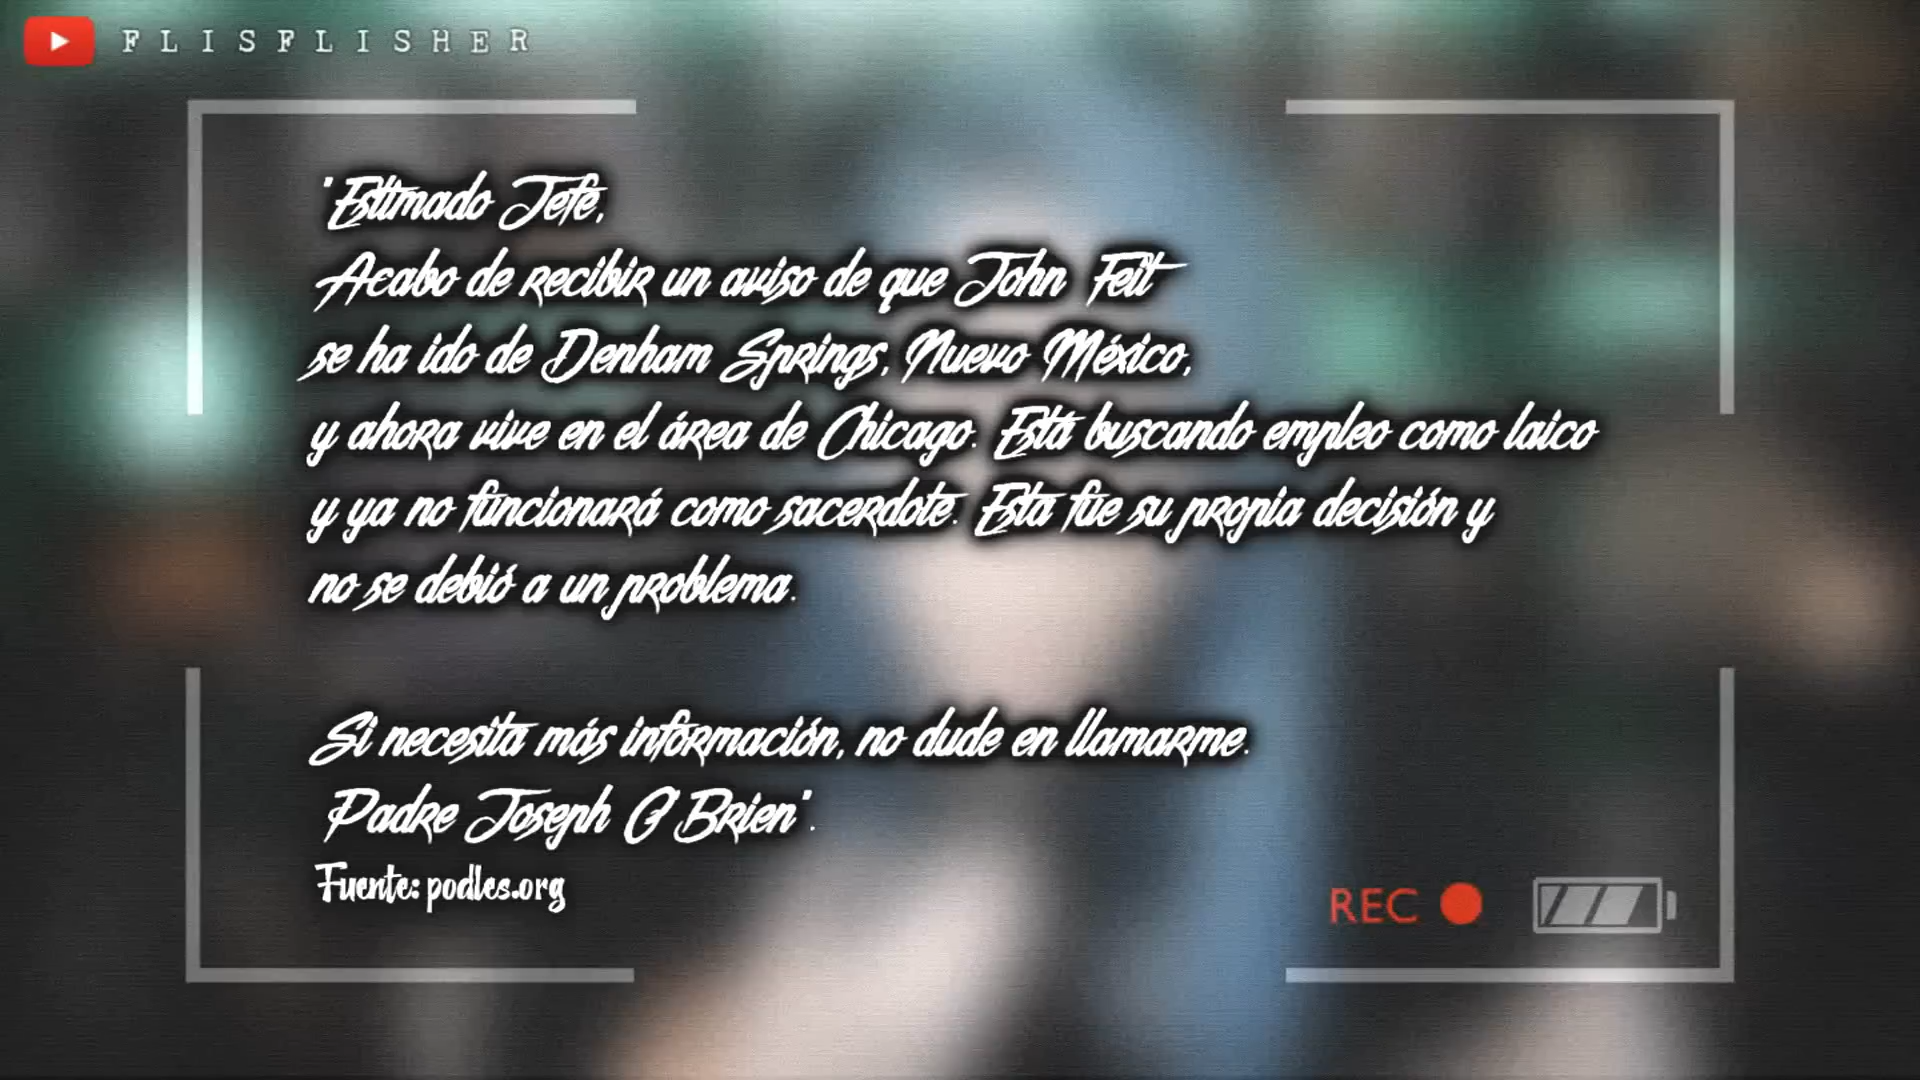 FLISFLISHER
"Estimado Jefe,
Acabo de recibir un aviso de que John Feit
se ha ido de Denham Springs, Nuevo México,
y ahora vive en el área de Chicago. Está buscando empleo como laico
y ya no funcionará como sacerdote. Esta fue su propia decisión y
no se debió a un problema.
Si necesita más información, no dude en llamarme.
Padre Joseph O'Brien".
Fuente: podles.org
REC